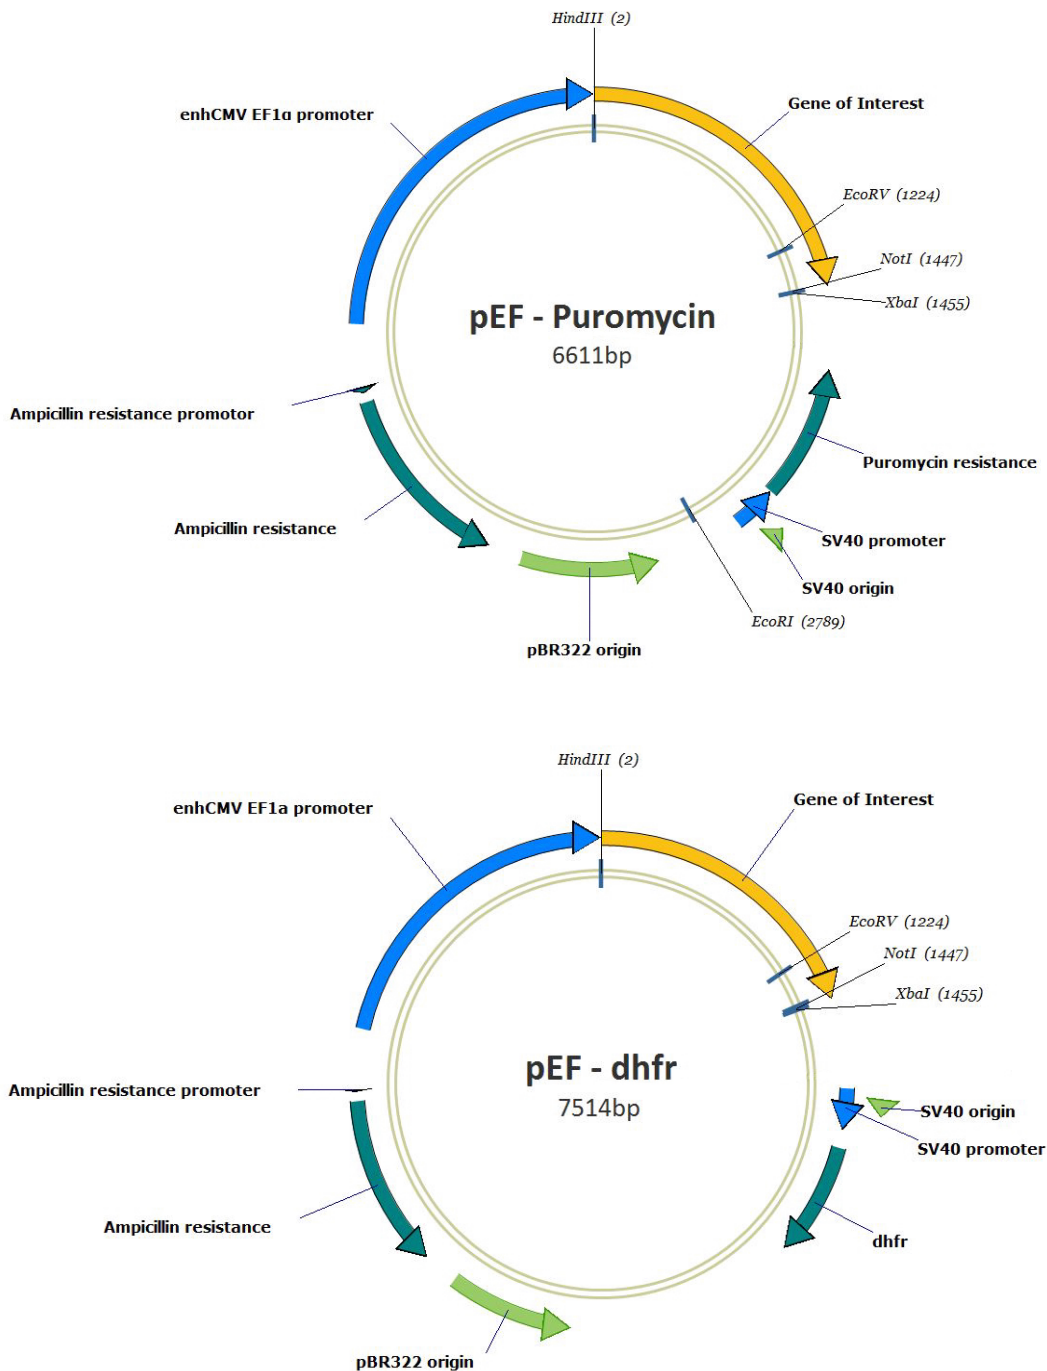 HindIII (2)
enhCMV EF1α promoter
Gene of Interest
EcoRV (1224)
NotI (1447)
XbaI (1455)
pEF - Puromycin
6611bp
Ampicillin resistance promotor
Puromycin resistance
Ampicillin resistance
SV40 promoter
SV40 origin
EcoRI (2789)
pBR322 origin
HindIII (2)
enhCMV EF1a promoter
Gene of Interest
EcoRV (1224)
NotI (1447)
XbaI (1455)
pEF - dhfr
7514bp
Ampicillin resistance promoter
SV40 origin
SV40 promoter
Ampicillin resistance
dhfr
pBR322 origin